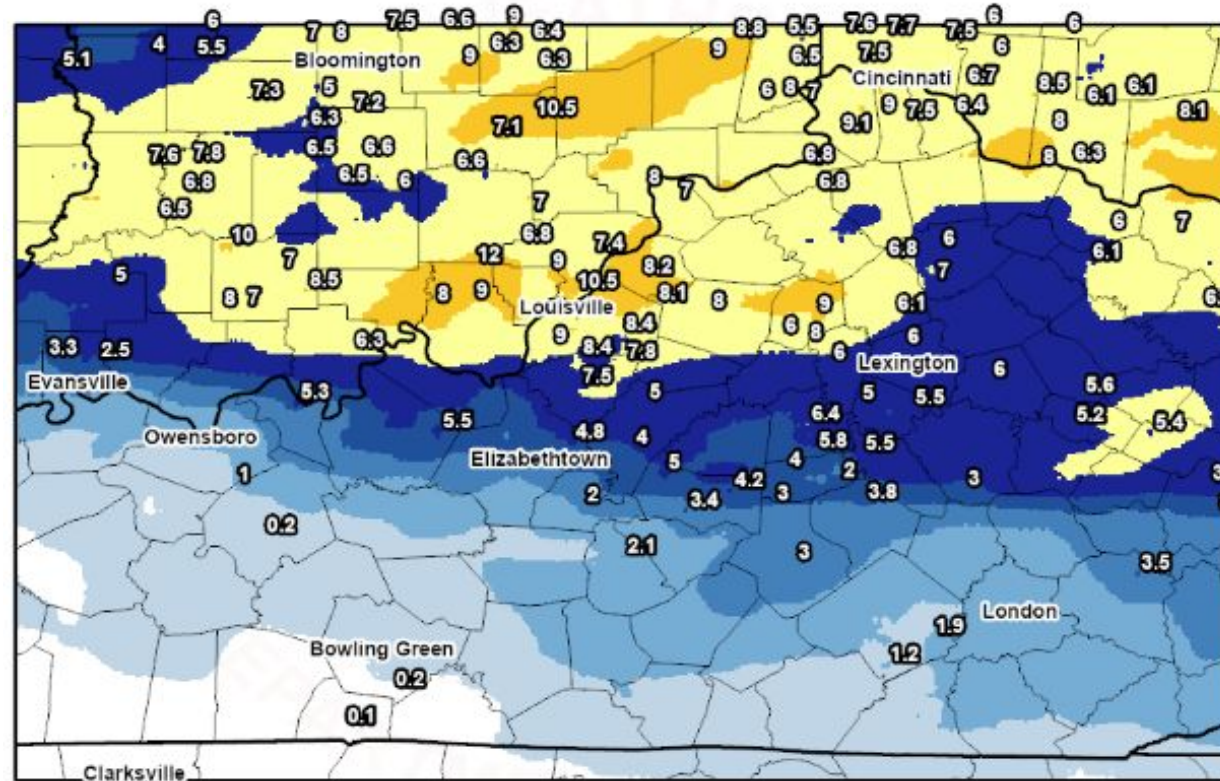 6 7.5 6.6 9 8.8 5.5 7.6 7.7 6 6
5.1 4 5.5 7 8 6.3 6.4 9 6.5 7.5 7.5 6
Bloomington 9 6.3 Cincinnati 6.7 8.5 6.1 6.1
7.3 5 7.2 10.5 6 8 7 9 7.5 6.4 8.1
6.3 7.1 9.1 8
7.6 7.8 6.5 6.6 6.6 6.8 8 6.3
6.8 6.5 6 8 7 6.8
6.5 7 6 7
10 6.8 7.4 6.8 6 6.1
7 12 9 8.2 7
5 8.5 10.5
8 7 8 9 Louisville 8.1 8 9 6.1 6
3.3 2.5 6.3 9 8.4 6 8 6
8.4 7.8 6 Lexington 6
Evansville 5.3 7.5 5 5 5.5 5.6
5.5 6.4 5.2 5.4
Owensboro 4.8 4 5.8 5.5
1 Elizabethtown 5 4 2 3 3
2 3.4 4.2 3 3.8
0.2 2.1 3 3.5
London
Bowling Green 1.9
0.2 1.2
0.1
Clarksville